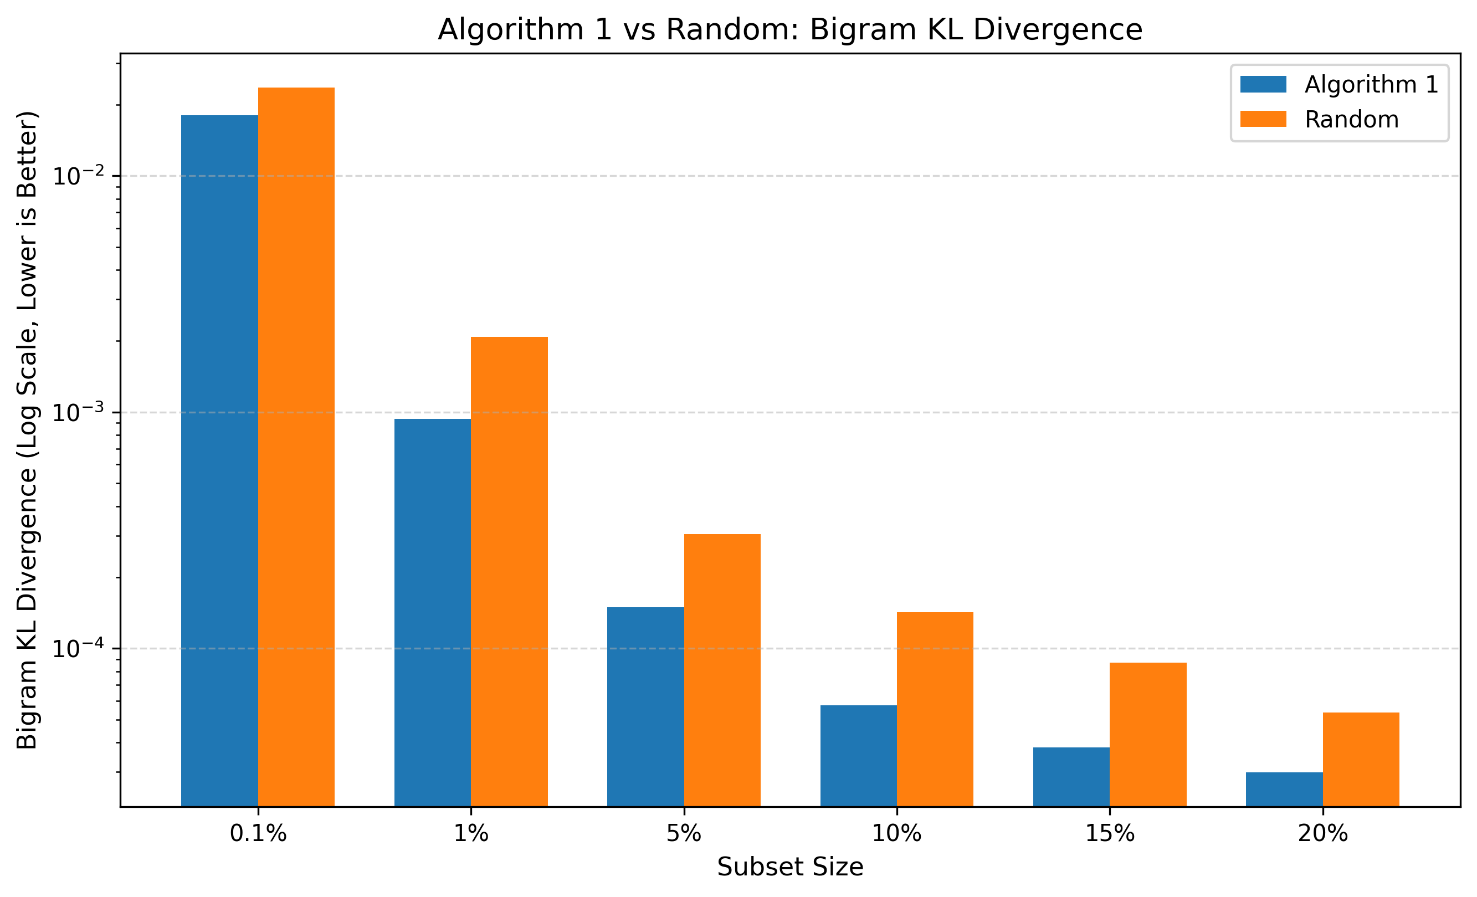 Algorithm 1 vs Random: Bigram KL Divergence
Algorithm 1
Random
Bigram KL Divergence (Log Scale, Lower is Better)
10⁻²
10⁻³
10⁻⁴
0.1% 1% 5% 10% 15% 20%
Subset Size